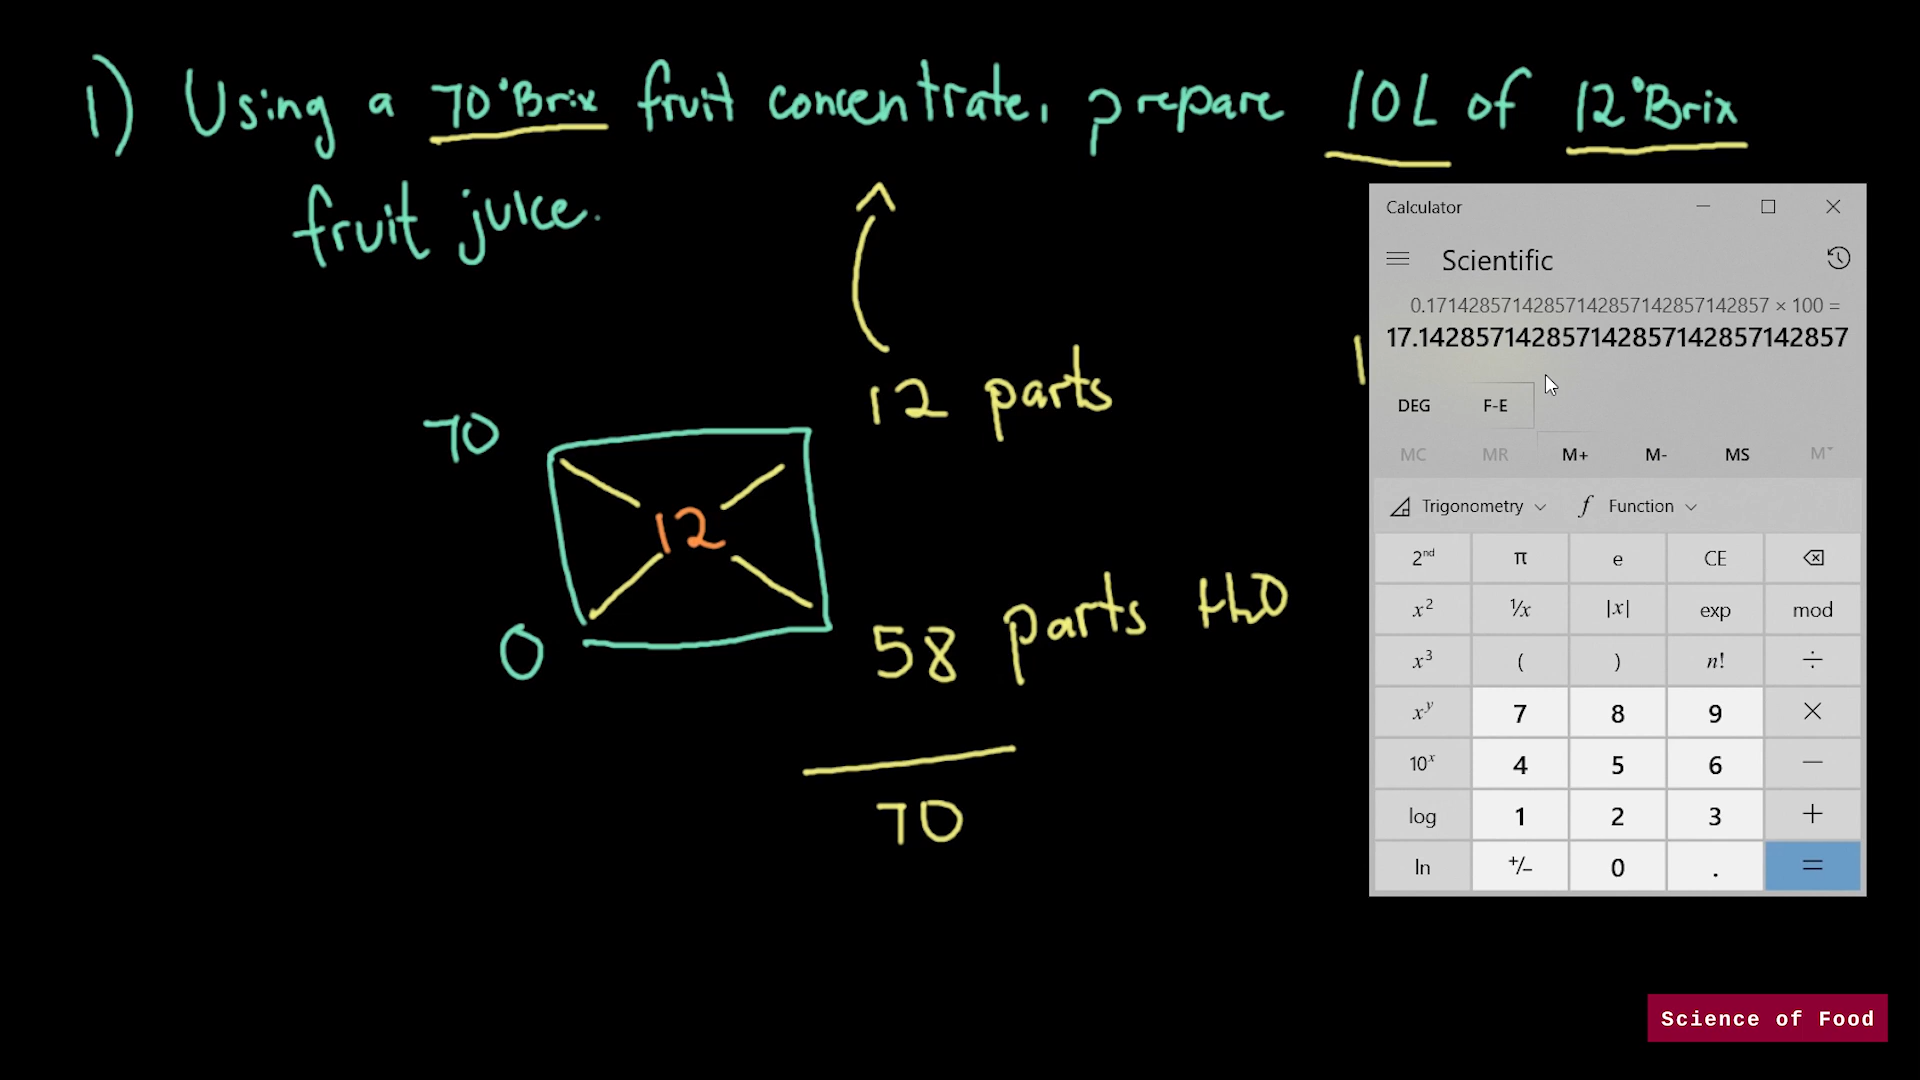 1) Using a 70°Brix fruit concentrate, prepare 10L of 12°Brix
fruit juice.
12 parts
1
70
12
0
58 parts H2O
70
Calculator
Scientific
0.17142857142857142857142857142857 × 100 =
17.142857142857142857142857142857
DEG F-E
MC MR M+ M- MS M˅
Trigonometry f Function
2nd π e CE
x² ¹/x |x| exp mod
x³ ( ) n! ÷
xʸ 7 8 9 ×
10ˣ 4 5 6 −
log 1 2 3 +
ln +/− 0 . =
Science of Food